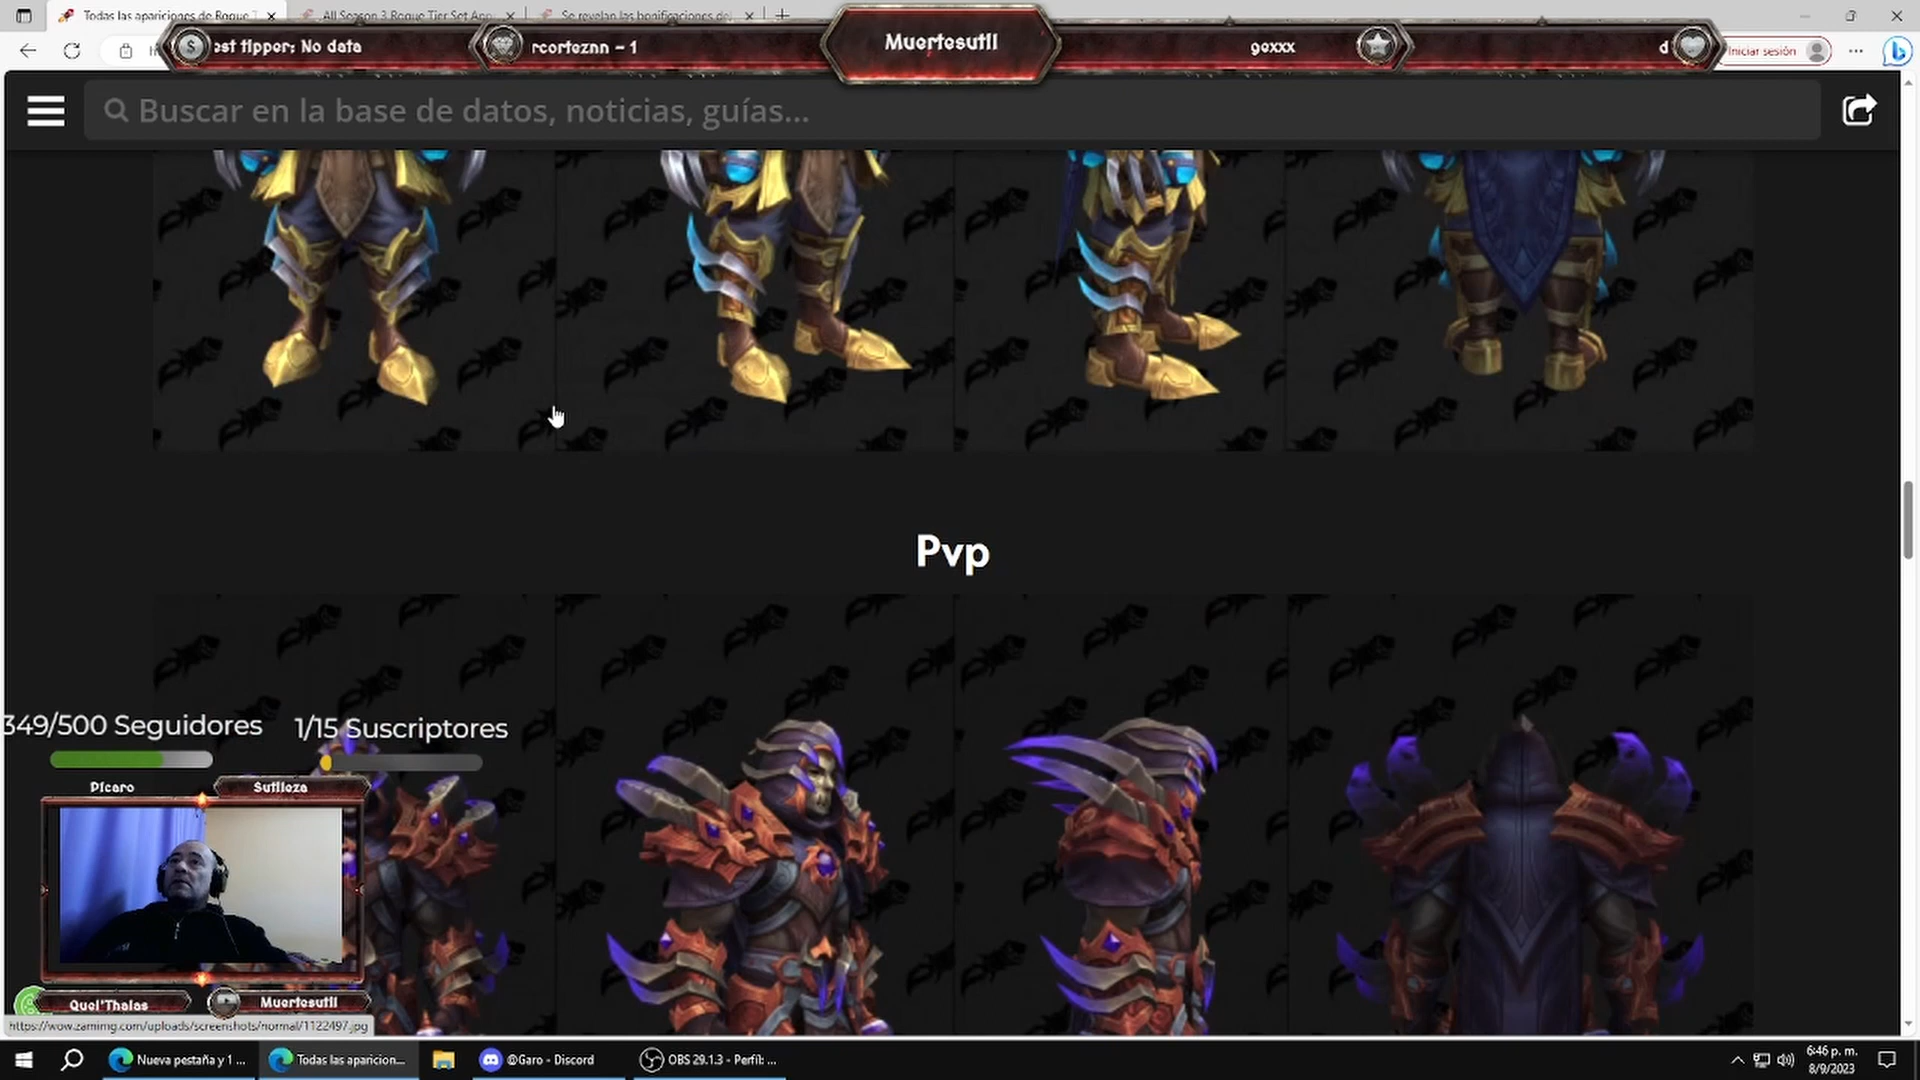 Todas las apariciones de Rogue T
All Season 3 Rogue Tier Set App
Se revelan las bonificaciones del
est tipper: No data
rcorteznn - 1
Muertesutil
gexxx
d
Iniciar sesión
Buscar en la base de datos, noticias, guías...
Pvp
349/500 Seguidores
1/15 Suscriptores
Pícaro
Sutileza
Quel'Thalas
Muertesutil
https://wow.zamimg.com/uploads/screenshots/normal/1122497.jpg
Nueva pestaña y 1 ...
Todas las aparicion...
@Garo - Discord
OBS 29.1.3 - Perfil: ...
6:46 p. m.
8/9/2023